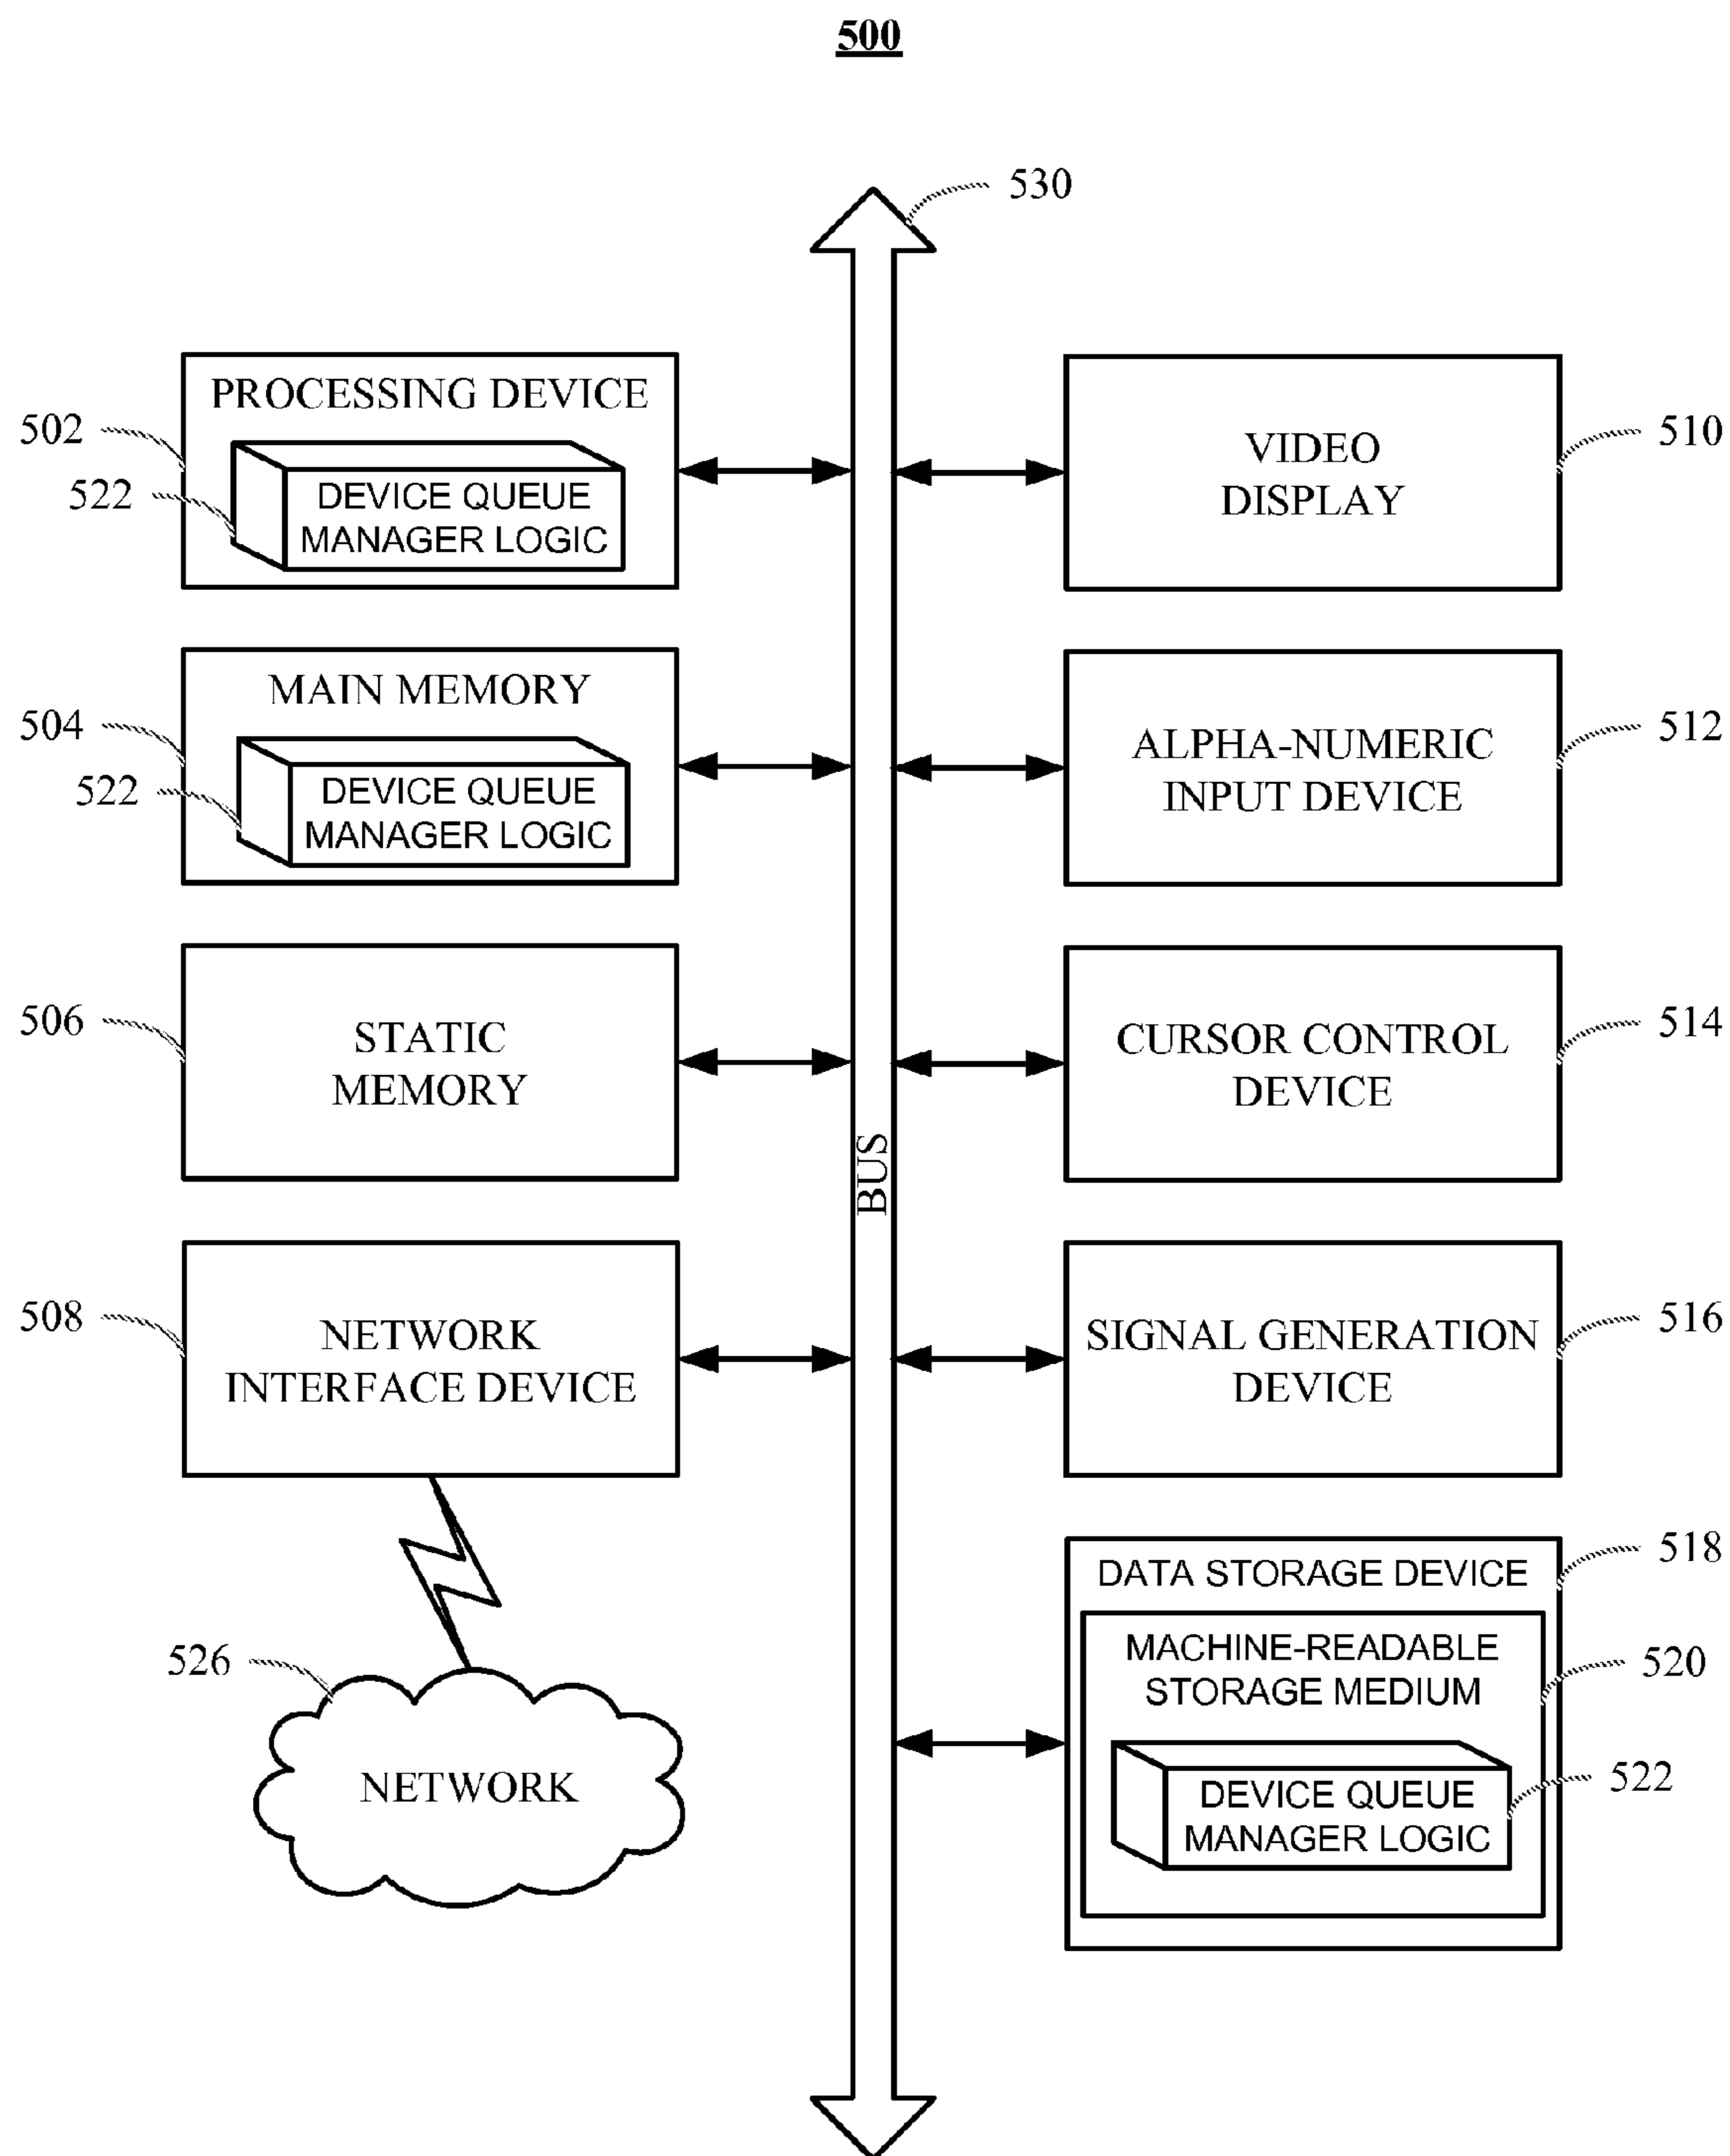 500
530
PROCESSING DEVICE
502
522
DEVICE QUEUE
MANAGER LOGIC
VIDEO
DISPLAY
510
MAIN MEMORY
504
522
DEVICE QUEUE
MANAGER LOGIC
ALPHA-NUMERIC
INPUT DEVICE
512
506
STATIC
MEMORY
CURSOR CONTROL
DEVICE
514
BUS
508
NETWORK
INTERFACE DEVICE
SIGNAL GENERATION
DEVICE
516
518
DATA STORAGE DEVICE
MACHINE-READABLE
STORAGE MEDIUM
520
526
NETWORK
522
DEVICE QUEUE
MANAGER LOGIC